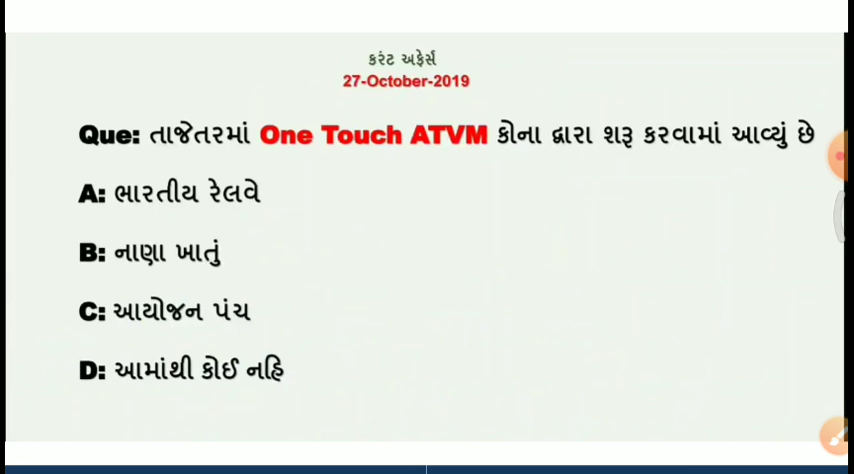 કરંટ અફેર્સ
27-October-2019
Que: તાજેતરમાં One Touch ATVM કોના દ્વારા શરૂ કરવામાં આવ્યું છે
A: ભારતીય રેલવે
B: નાણા ખાતું
C: આયોજન પંચ
D: આમાંથી કોઈ નહિ